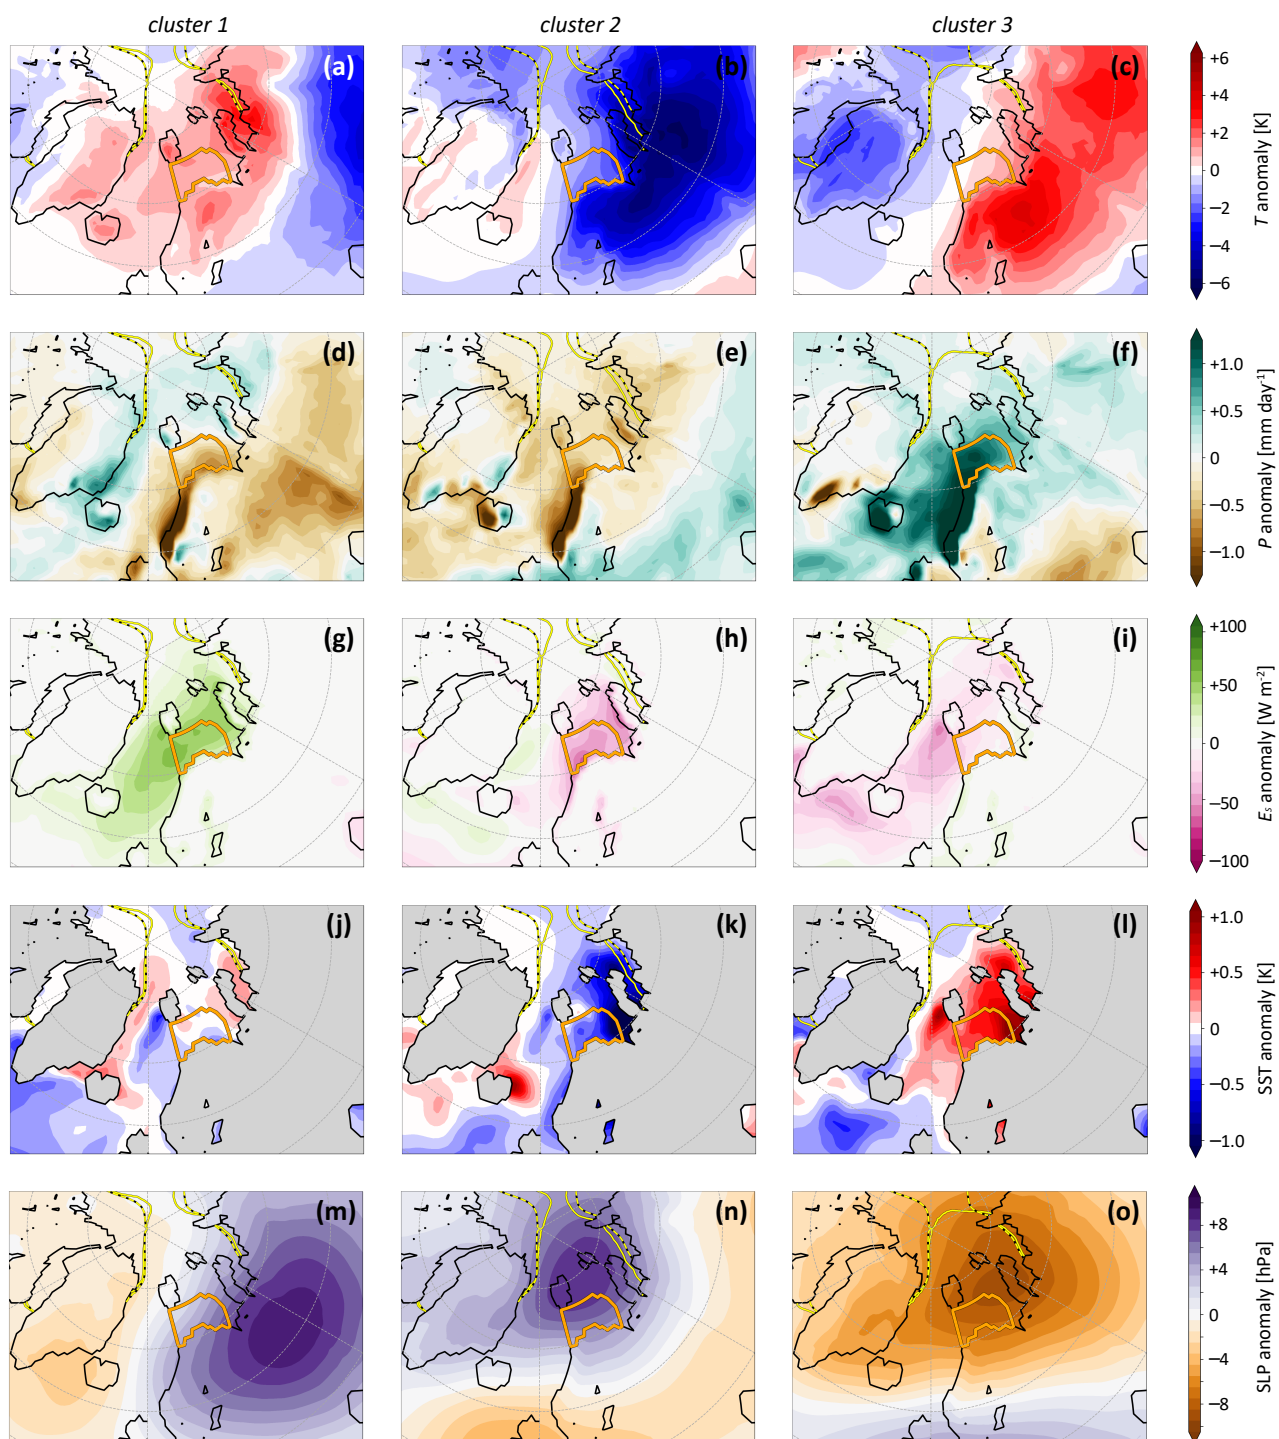 cluster 1 cluster 2 cluster 3
(a) (b) (c)
+6
+4
+2
0
−2
−4
−6
T anomaly [K]
(d) (e) (f)
+1.0
+0.5
0
−0.5
−1.0
P anomaly [mm day⁻¹]
(g) (h) (i)
+100
+50
0
−50
−100
Eₛ anomaly [W m⁻²]
(j) (k) (l)
+1.0
+0.5
0
−0.5
−1.0
SST anomaly [K]
(m) (n) (o)
+8
+4
0
−4
−8
SLP anomaly [hPa]